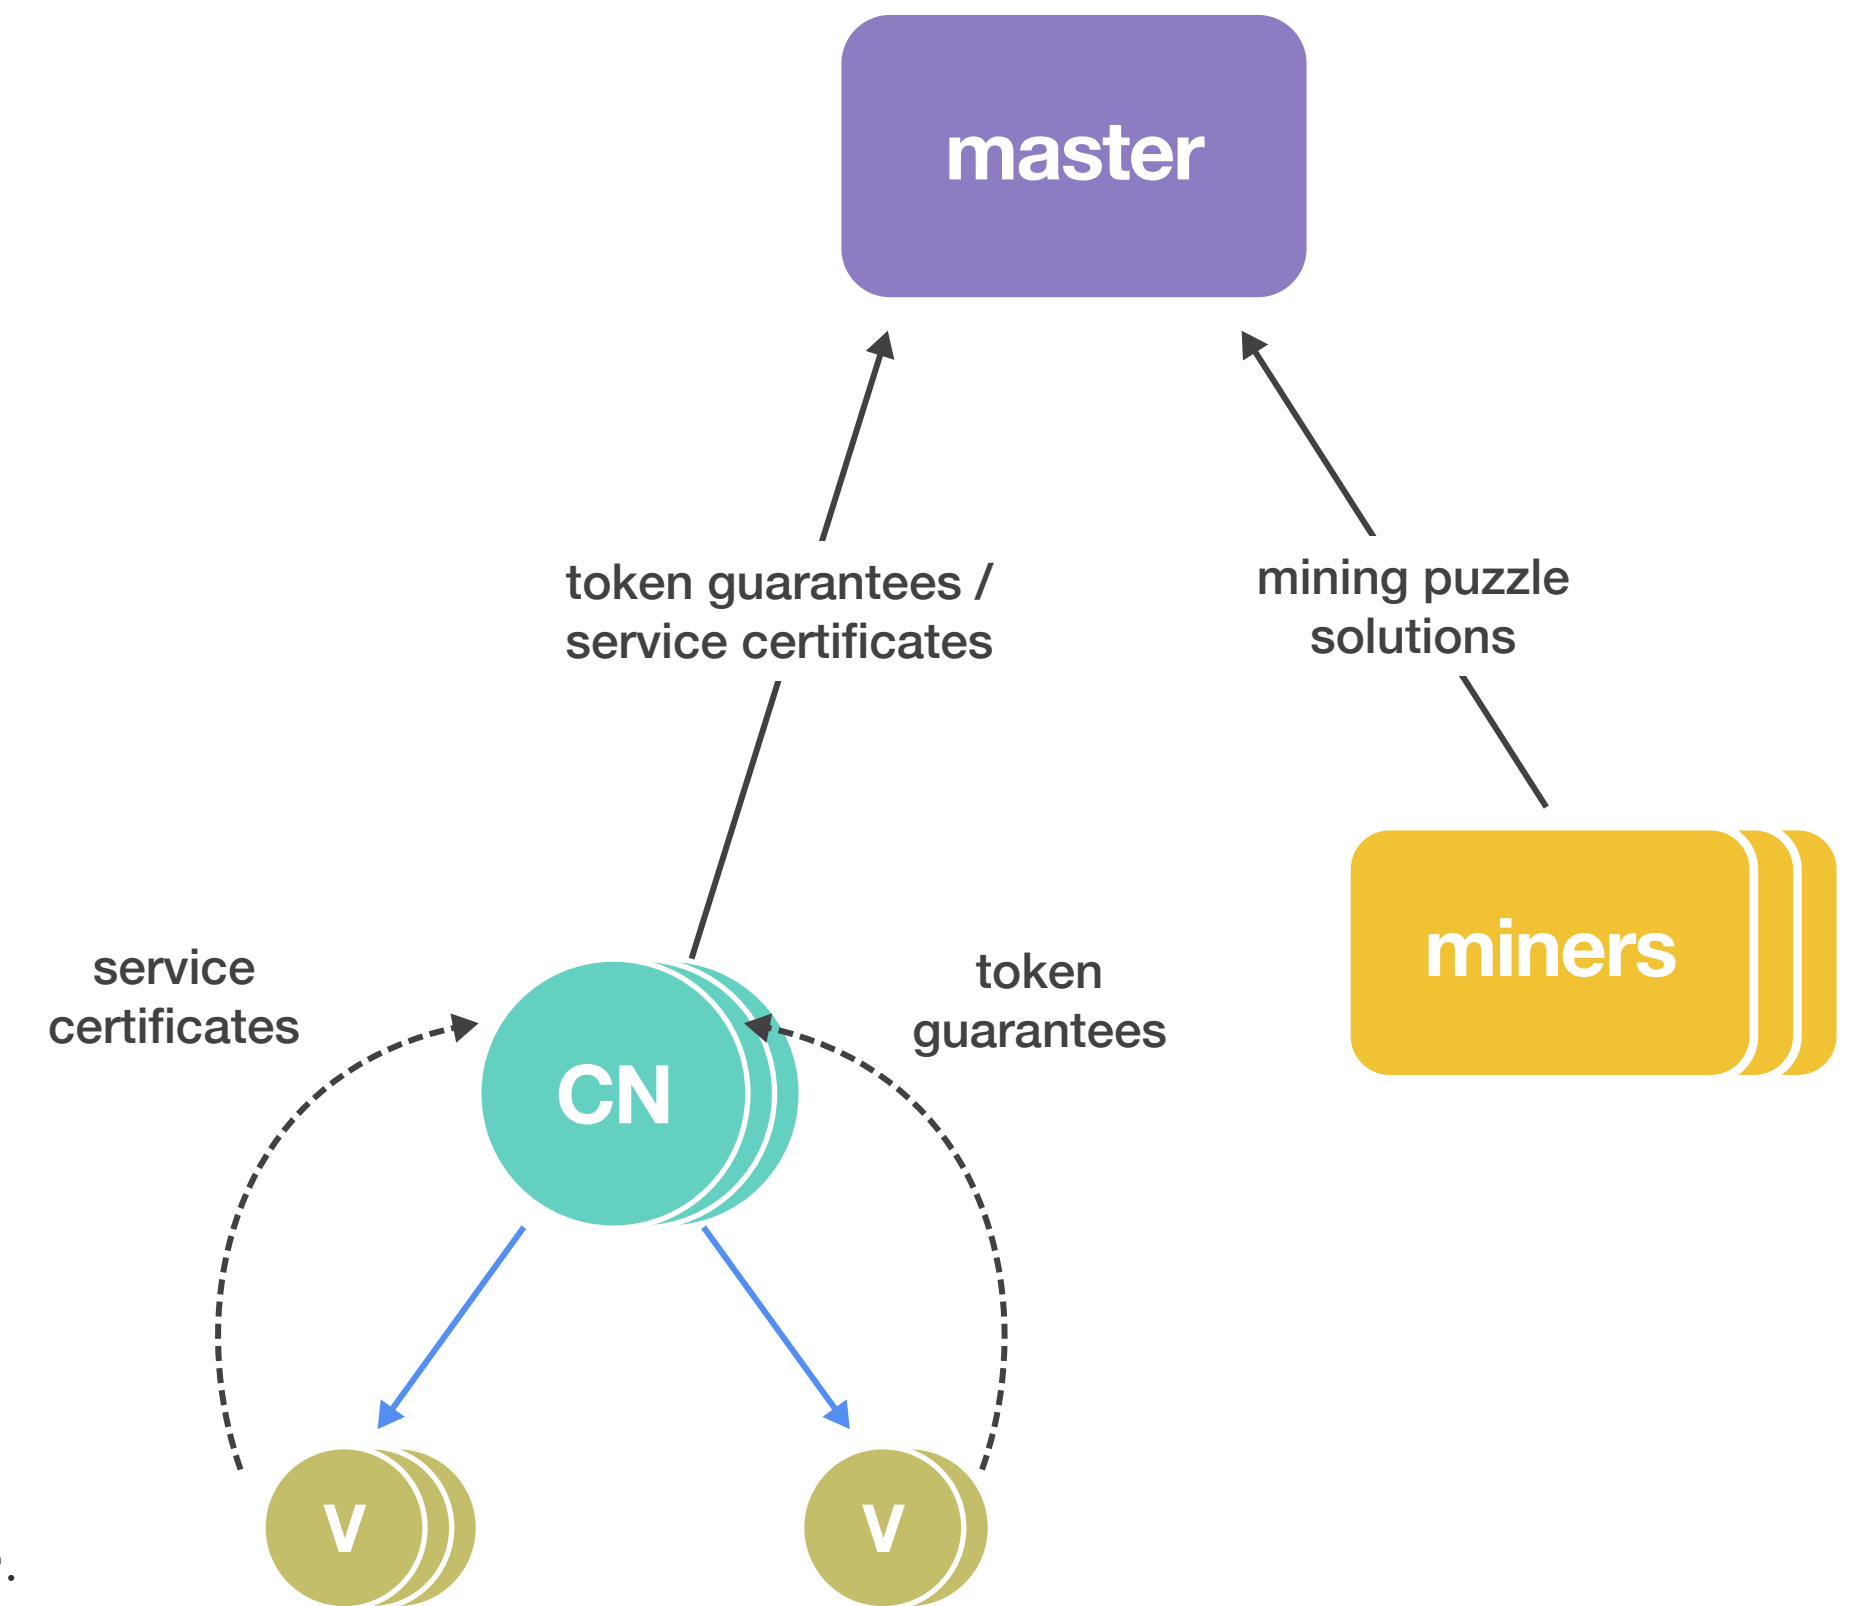 master
token guarantees /
service certificates
mining puzzle
solutions
miners
service
certificates
token
guarantees
CN
V
V